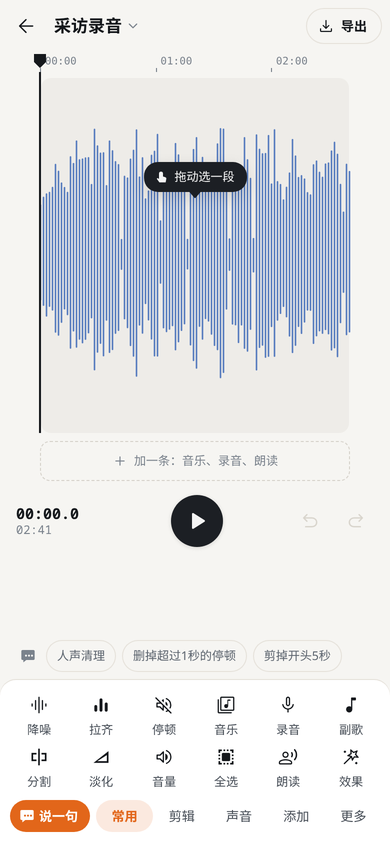 采访录音
导出
00:00 01:00 02:00
拖动选一段
加一条：音乐、录音、朗读
00:00.0
02:41
人声清理 删掉超过1秒的停顿 剪掉开头5秒
降噪 拉齐 停顿 音乐 录音 副歌
分割 淡化 音量 全选 朗读 效果
说一句 常用 剪辑 声音 添加 更多